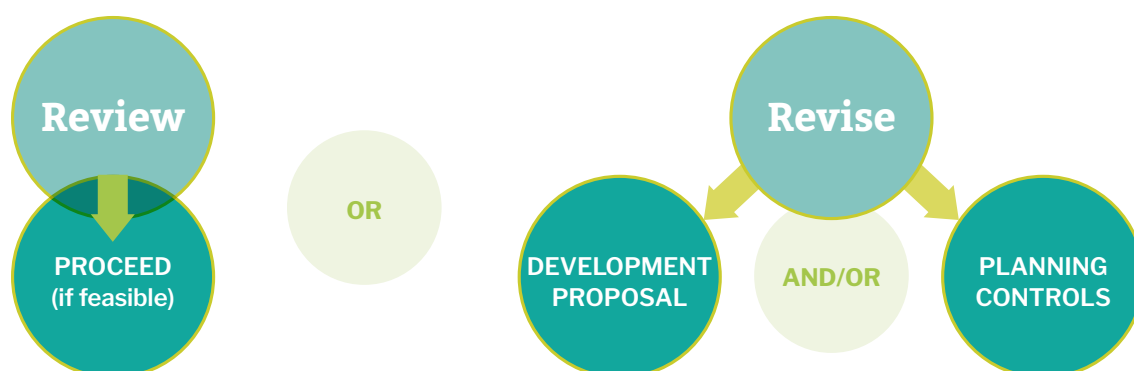 Review
PROCEED
(if feasible)
OR
Revise
DEVELOPMENT
PROPOSAL
AND/OR
PLANNING
CONTROLS